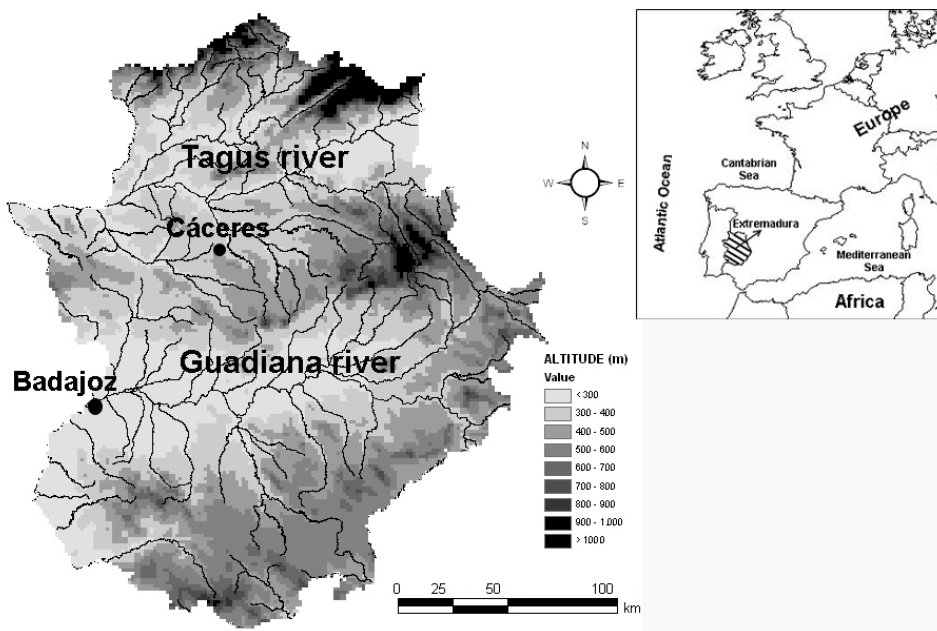 Tagus river
Cáceres
Guadiana river
Badajoz
N
W
E
S
ALTITUDE (m)
Value
< 300
300 - 400
400 - 500
500 - 600
600 - 700
700 - 800
800 - 900
900 - 1.000
> 1000
0 25 50 100
km
Europe
Cantabrian
Sea
Atlantic Ocean
Extremadura
Mediterranean
Sea
Africa